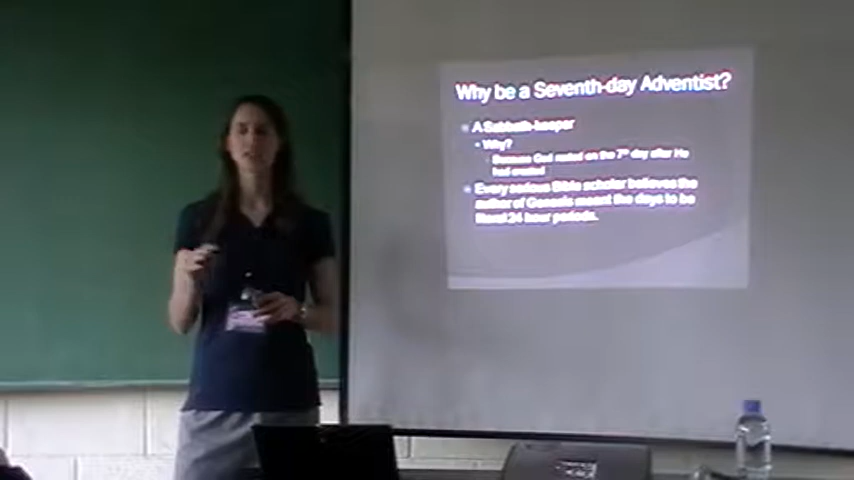 Why be a Seventh-day Adventist?
A Sabbath-keeper
Why?
Because God rested on the 7th day after He
had created
Every serious Bible scholar believes the
author of Genesis meant the days to be
literal 24 hour periods.